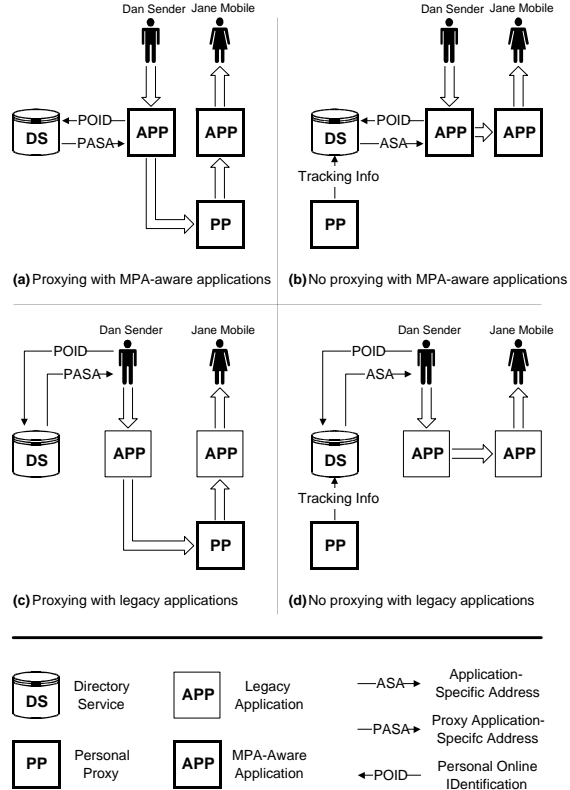 Dan Sender Jane Mobile
POID
DS
PASA
APP
APP
PP
(a) Proxying with MPA-aware applications
Dan Sender Jane Mobile
POID
DS
ASA
APP
APP
Tracking Info
PP
(b) No proxying with MPA-aware applications
Dan Sender Jane Mobile
POID
PASA
DS
APP
APP
PP
(c) Proxying with legacy applications
Dan Sender Jane Mobile
POID
ASA
DS
APP
APP
Tracking Info
PP
(d) No proxying with legacy applications
DS
Directory
Service
APP
Legacy
Application
ASA
Application-
Specific Address
PASA
Proxy Application-
Specifc Address
PP
Personal
Proxy
APP
MPA-Aware
Application
POID
Personal Online
IDentification